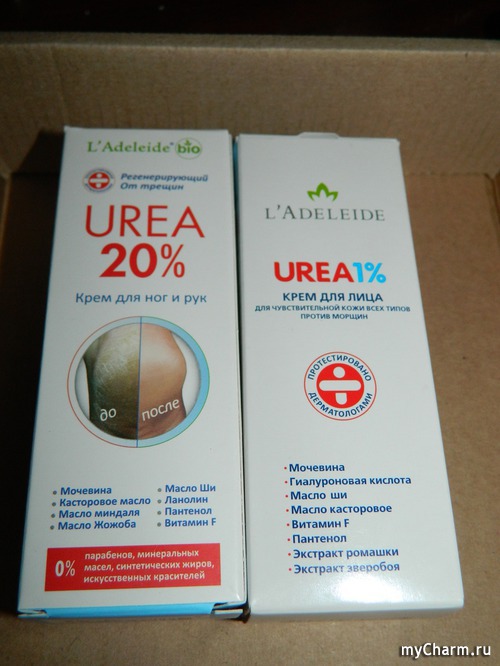 L'Adeleide® bio
Регенерирующий
От трещин
UREA
20%
Крем для ног и рук
до
после
• Мочевина
• Касторовое масло
• Масло миндаля
• Масло Жожоба
• Масло Ши
• Ланолин
• Пантенол
• Витамин F
0%
парабенов, минеральных
масел, синтетических жиров,
искусственных красителей
L'ADELEIDE
UREA1%
КРЕМ ДЛЯ ЛИЦА
ДЛЯ ЧУВСТВИТЕЛЬНОЙ КОЖИ ВСЕХ ТИПОВ
ПРОТИВ МОРЩИН
ПРОТЕСТИРОВАНО
ДЕРМАТОЛОГАМИ
• Мочевина
• Гиалуроновая кислота
• Масло ши
• Масло касторовое
• Витамин F
• Пантенол
• Экстракт ромашки
• Экстракт зверобоя
myCharm.ru